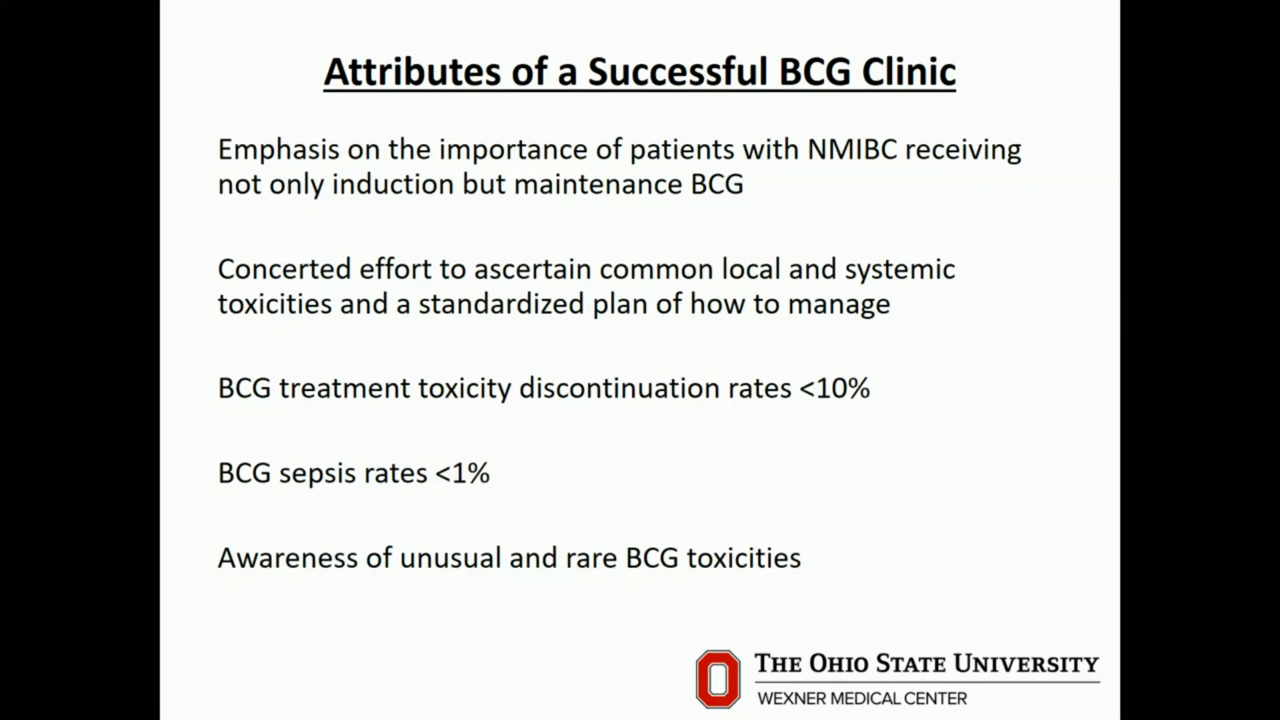 Attributes of a Successful BCG Clinic
Emphasis on the importance of patients with NMIBC receiving
not only induction but maintenance BCG
Concerted effort to ascertain common local and systemic
toxicities and a standardized plan of how to manage
BCG treatment toxicity discontinuation rates <10%
BCG sepsis rates <1%
Awareness of unusual and rare BCG toxicities
THE OHIO STATE UNIVERSITY
WEXNER MEDICAL CENTER